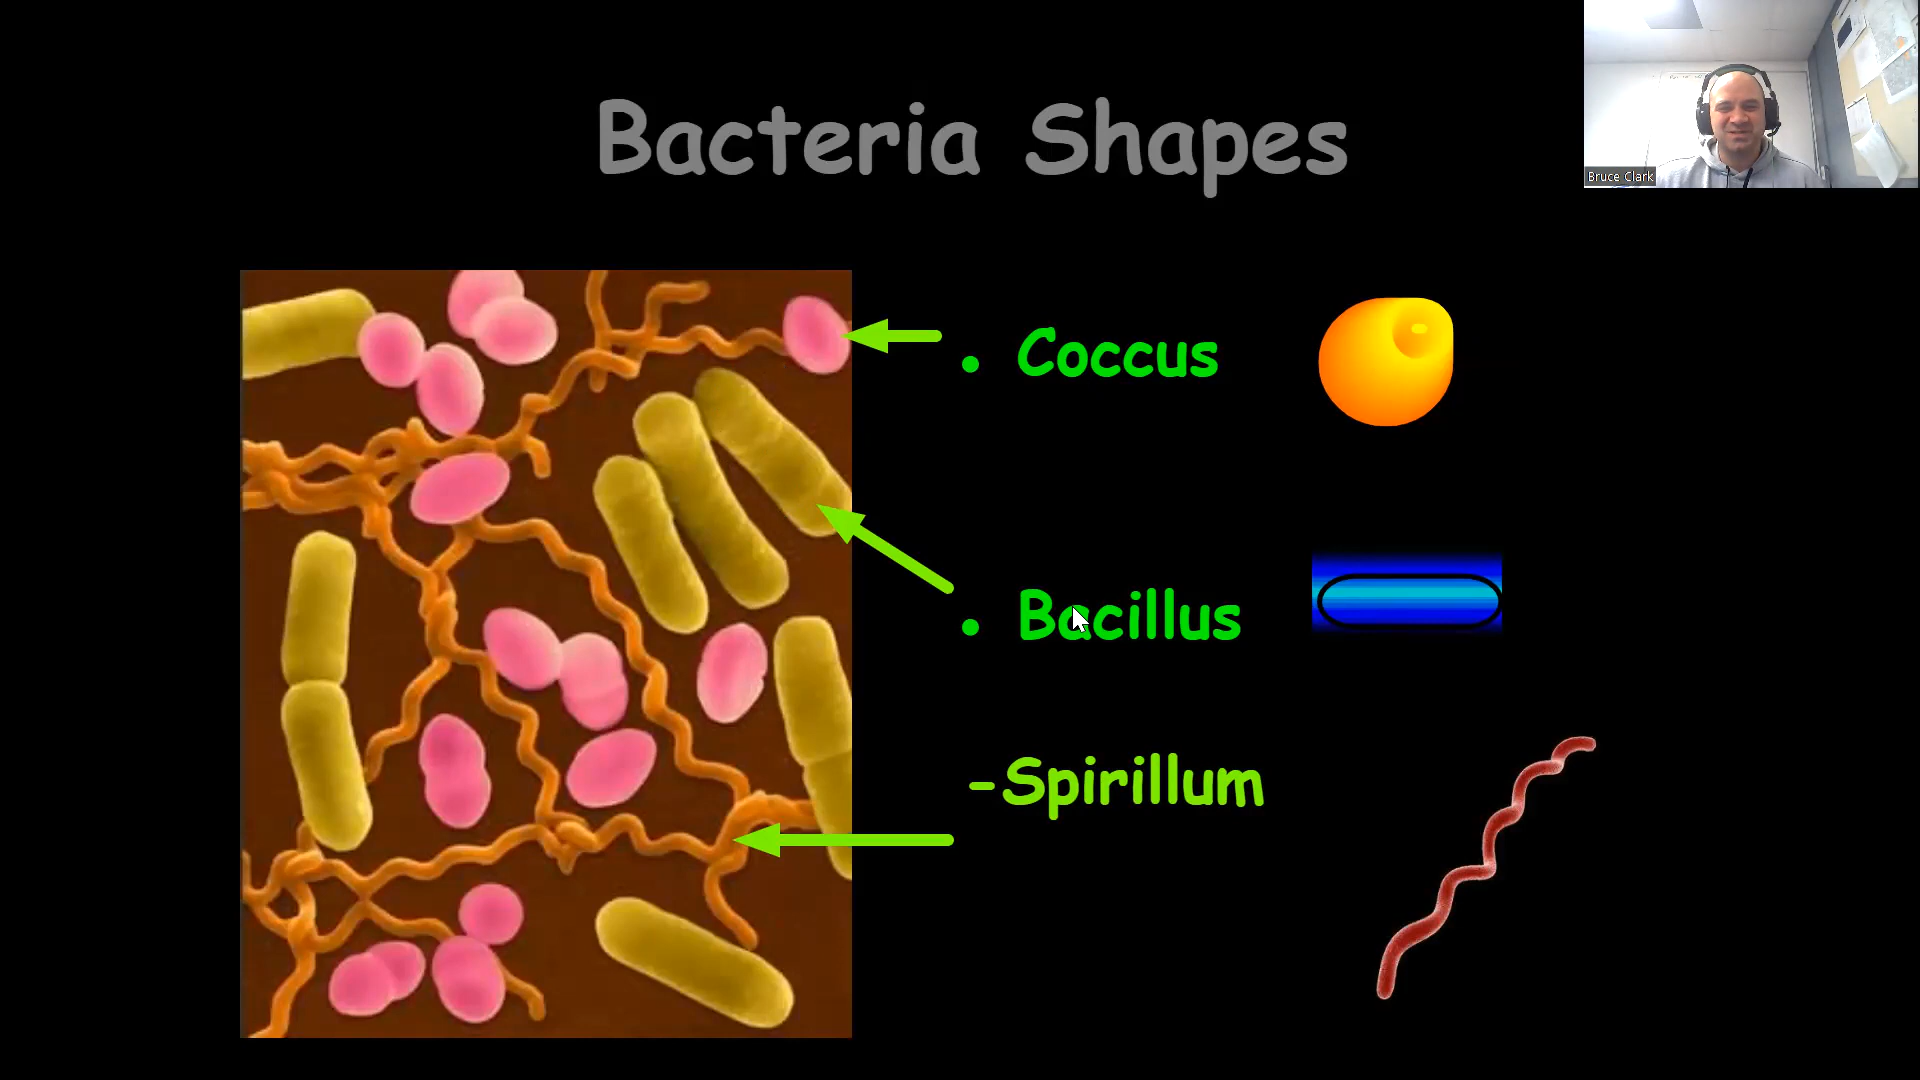 Bacteria Shapes
Bruce Clark
• Coccus
• Bacillus
-Spirillum